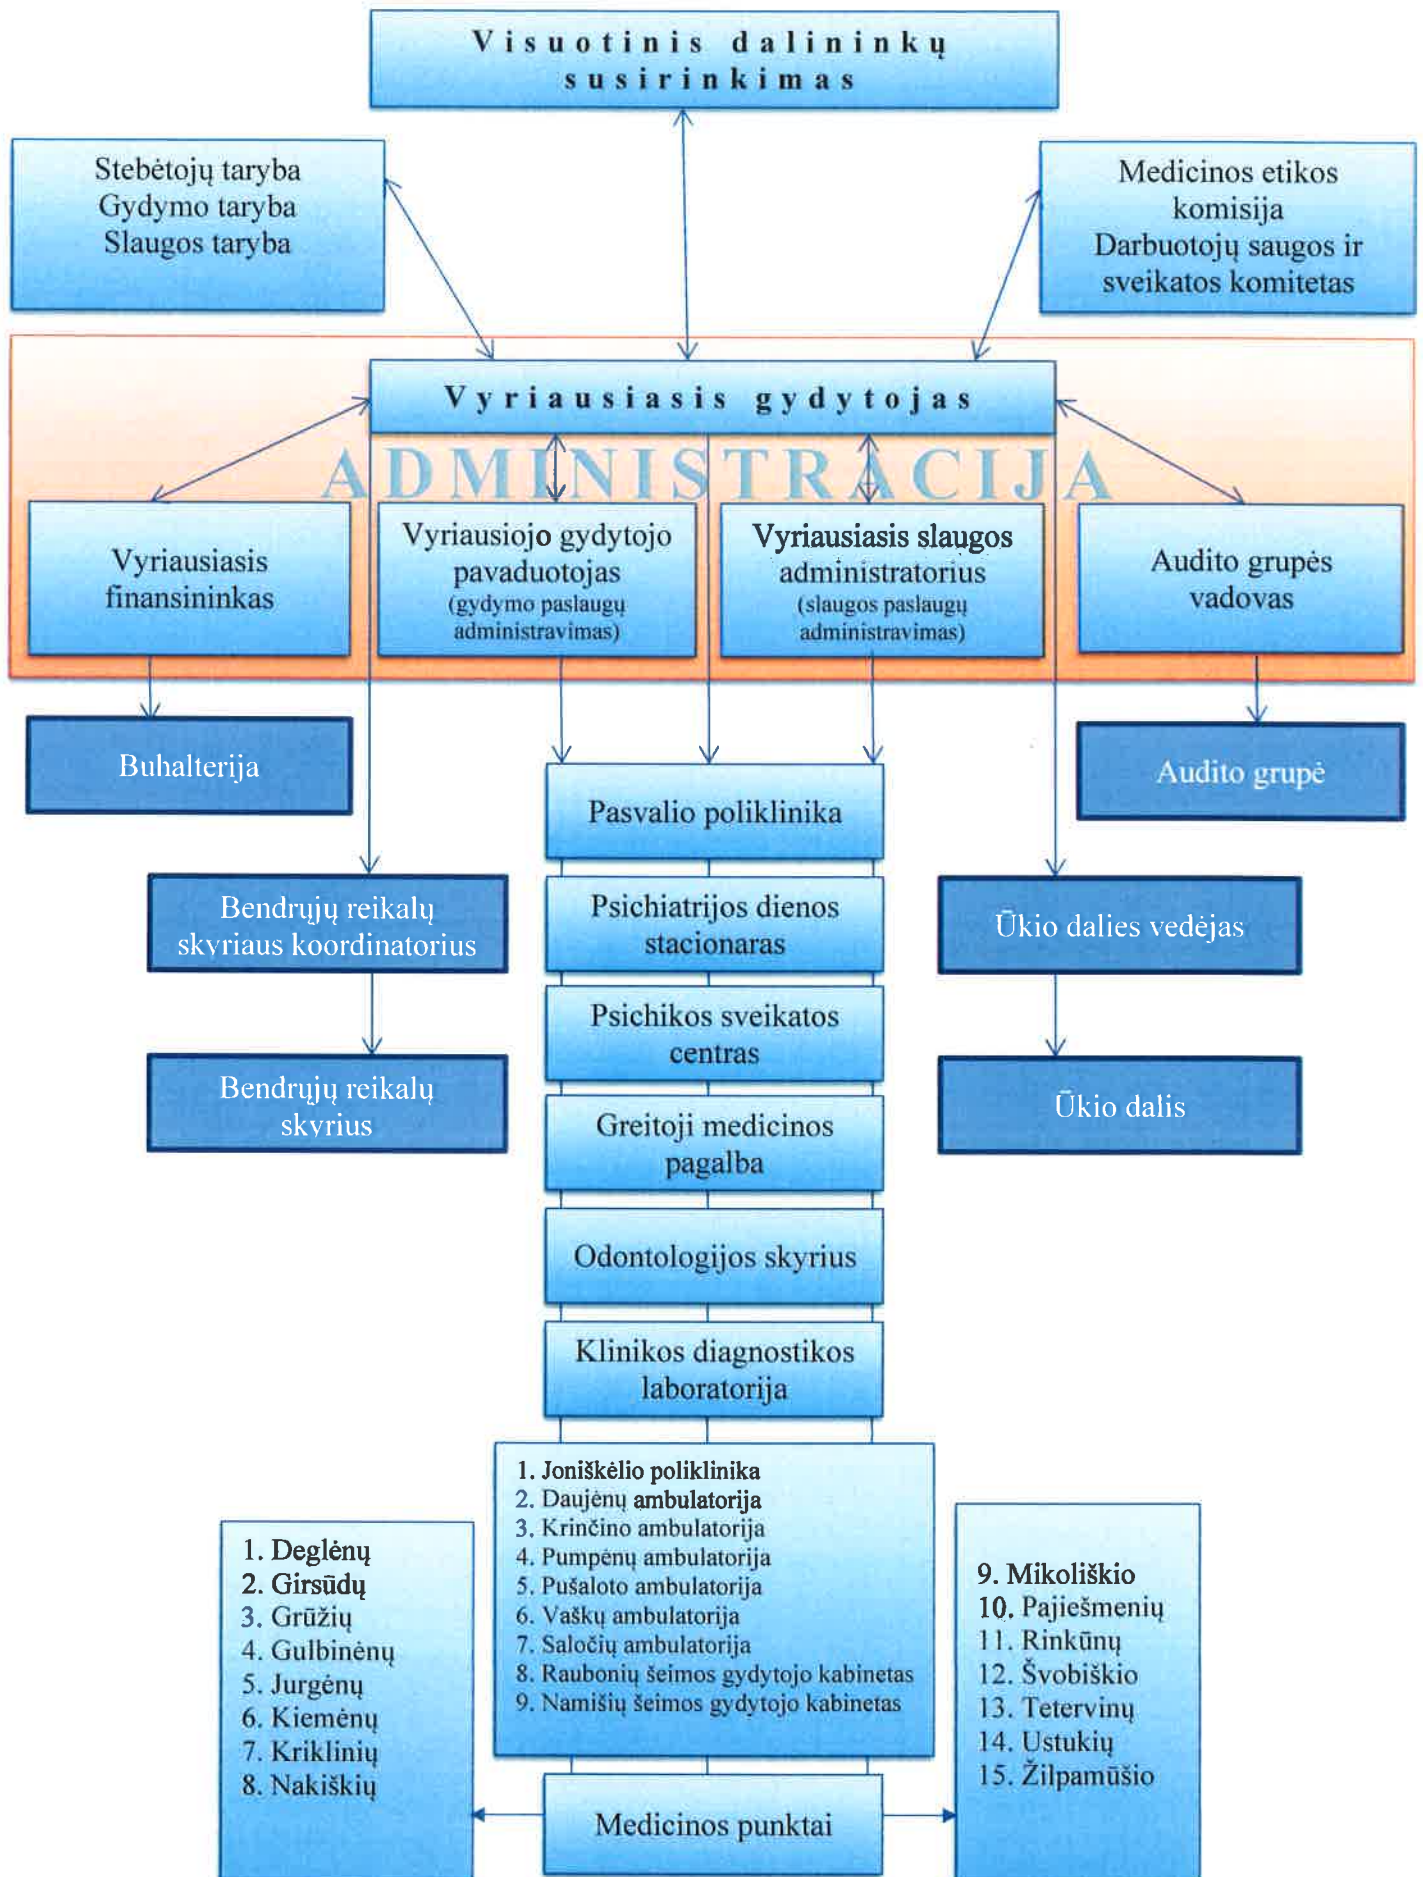 Visuotinis dalininkų
susirinkimas
Stebėtojų taryba
Gydymo taryba
Slaugos taryba
Medicinos etikos
komisija
Darbuotojų saugos ir
sveikatos komitetas
Vyriausiasis gydytojas
ADMINISTRACIJA
Vyriausiasis
finansininkas
Vyriausiojo gydytojo
pavaduotojas
(gydymo paslaugų
administravimas)
Vyriausiasis slaugos
administratorius
(slaugos paslaugų
administravimas)
Audito grupės
vadovas
Buhalterija
Audito grupė
Pasvalio poliklinika
Bendrųjų reikalų
skyriaus koordinatorius
Psichiatrijos dienos
stacionaras
Ūkio dalies vedėjas
Psichikos sveikatos
centras
Bendrųjų reikalų
skyrius
Greitoji medicinos
pagalba
Ūkio dalis
Odontologijos skyrius
Klinikos diagnostikos
laboratorija
1. Joniškėlio poliklinika
2. Daujėnų ambulatorija
3. Krinčino ambulatorija
4. Pumpėnų ambulatorija
5. Pušaloto ambulatorija
6. Vaškų ambulatorija
7. Saločių ambulatorija
8. Raubonių šeimos gydytojo kabinetas
9. Namišių šeimos gydytojo kabinetas
1. Deglėnų
2. Girsūdų
3. Grūžių
4. Gulbinėnų
5. Jurgėnų
6. Kiemėnų
7. Kriklinių
8. Nakiškių
9. Mikoliškio
10. Pajiešmenių
11. Rinkūnų
12. Švobiškio
13. Tetervinų
14. Ustukių
15. Žilpamūšio
Medicinos punktai